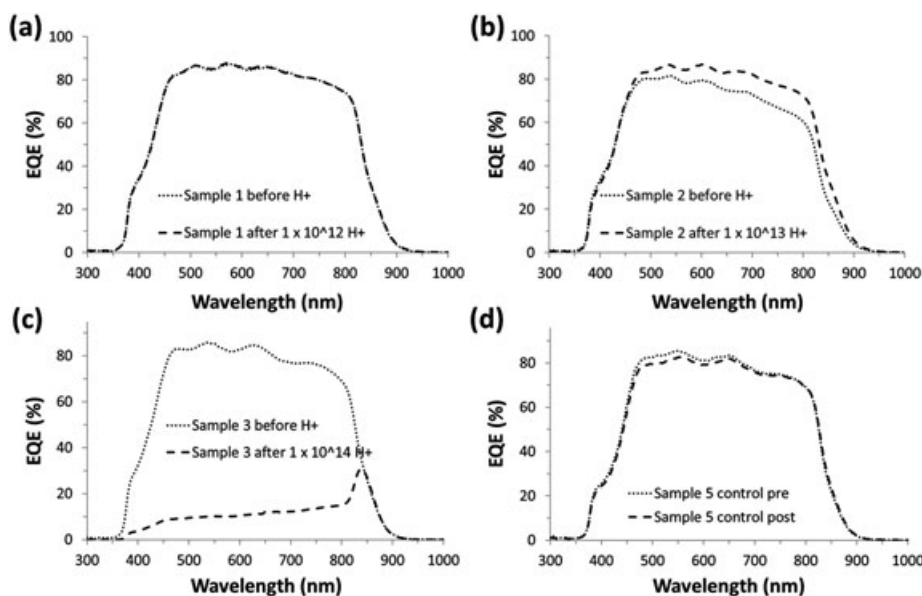 (a)
100
80
60
40
20
0
EQE (%)
Sample 1 before H+
Sample 1 after 1 x 10^12 H+
300 400 500 600 700 800 900 1000
Wavelength (nm)
(b)
100
80
60
40
20
0
EQE (%)
Sample 2 before H+
Sample 2 after 1 x 10^13 H+
300 400 500 600 700 800 900 1000
Wavelength (nm)
(c)
80
60
40
20
0
EQE (%)
Sample 3 before H+
Sample 3 after 1 x 10^14 H+
300 400 500 600 700 800 900 1000
Wavelength (nm)
(d)
80
60
40
20
0
EQE (%)
Sample 5 control pre
Sample 5 control post
300 400 500 600 700 800 900 1000
Wavelength (nm)